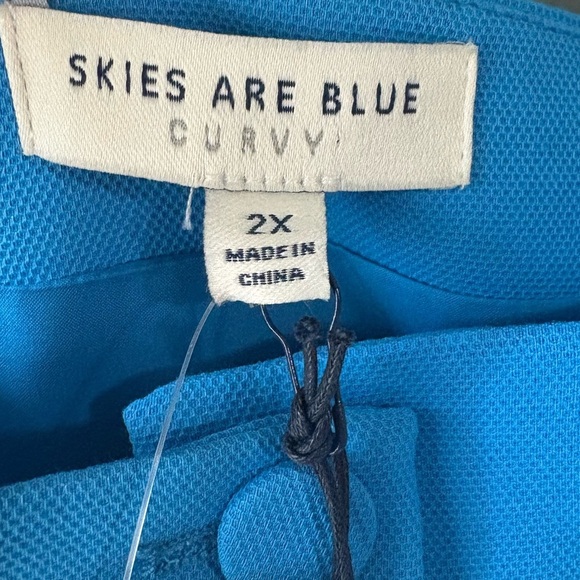 SKIES ARE BLUE
CURVY
2X
MADE IN
CHINA